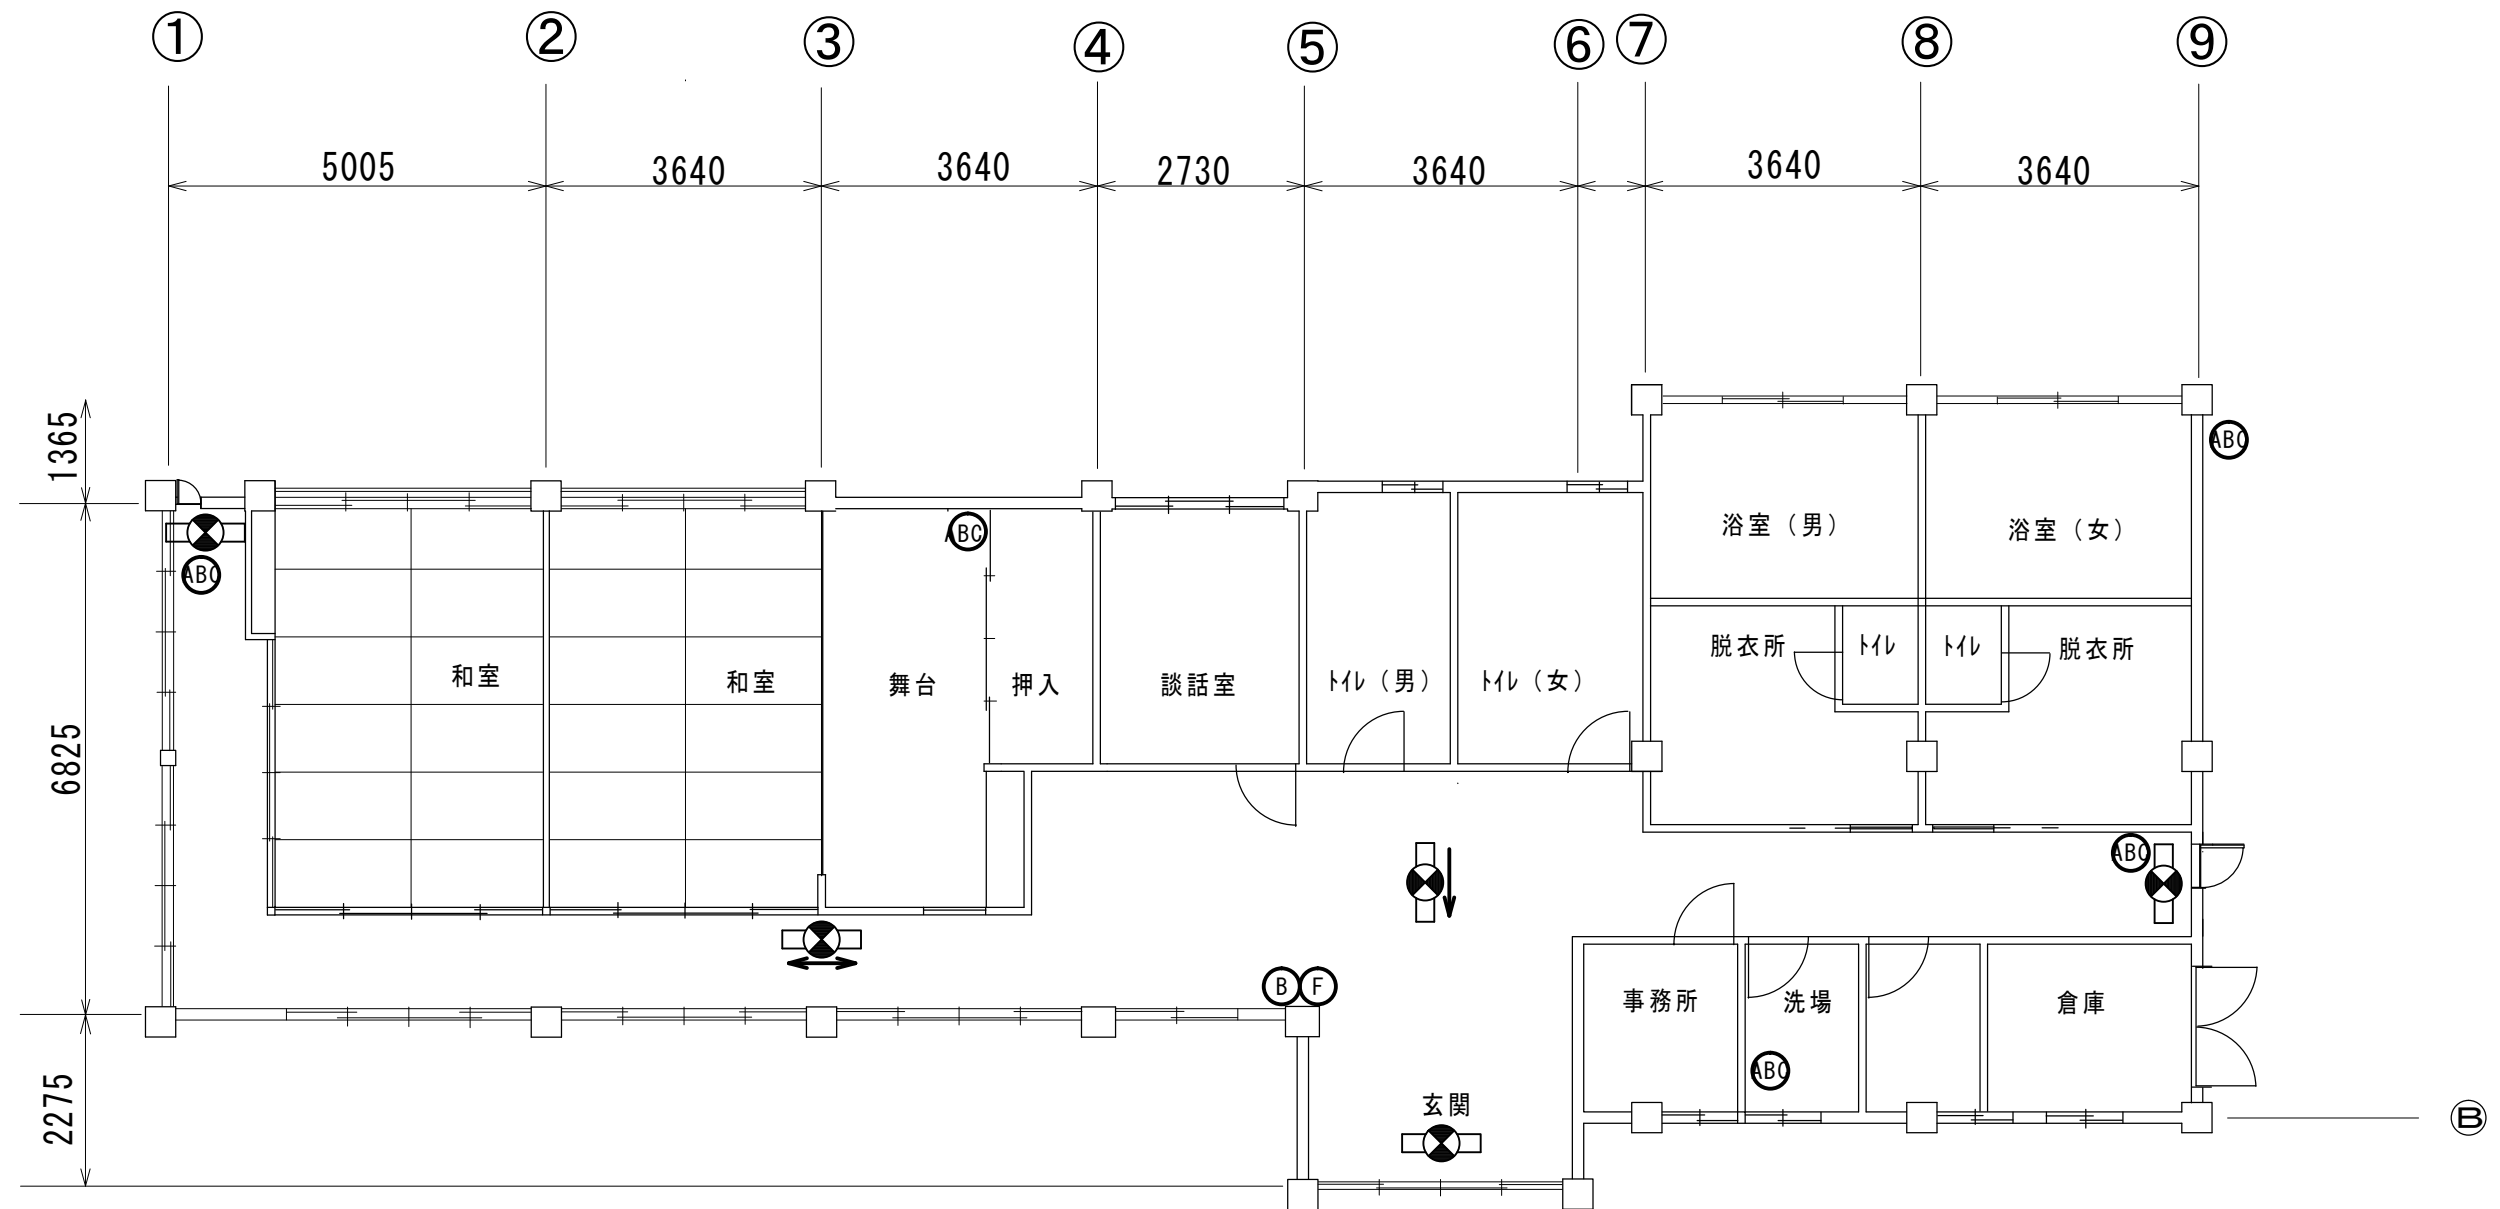 1 2 3 4 5 6 7 8 9
5005 3640 3640 2730 3640 3640 3640
1365
6825
2275
ABC
ABC
ABC
ABC
ABC
浴室（男） 浴室（女）
脱衣所 トイレ トイレ 脱衣所
和室 和室 舞台 押入 談話室 トイレ（男） トイレ（女）
B F
事務所 洗場 倉庫
玄関
B